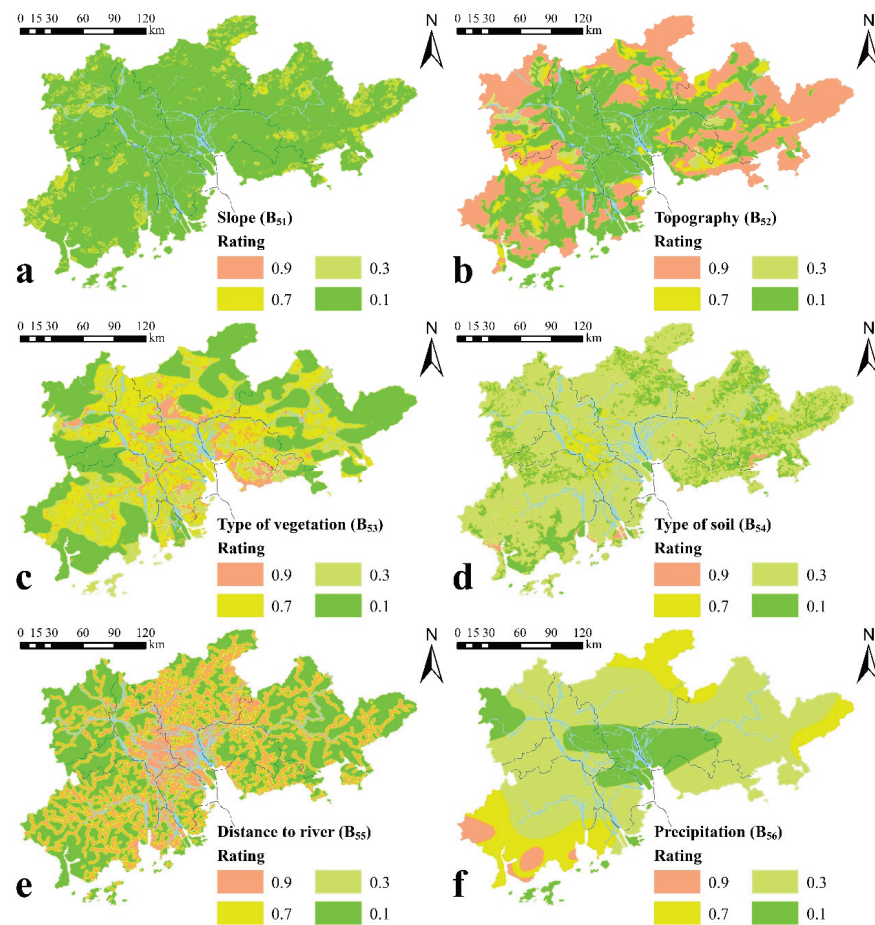 0 15 30 60 90 120
km
N
Slope (B₅₁)
Rating
0.9 0.3
0.7 0.1
a
0 15 30 60 90 120
km
N
Topography (B₅₂)
Rating
0.9 0.3
0.7 0.1
b
0 15 30 60 90 120
km
N
Type of vegetation (B₅₃)
Rating
0.9 0.3
0.7 0.1
c
0 15 30 60 90 120
km
N
Type of soil (B₅₄)
Rating
0.9 0.3
0.7 0.1
d
0 15 30 60 90 120
km
N
Distance to river (B₅₅)
Rating
0.9 0.3
0.7 0.1
e
0 15 30 60 90 120
km
N
Precipitation (B₅₆)
Rating
0.9 0.3
0.7 0.1
f